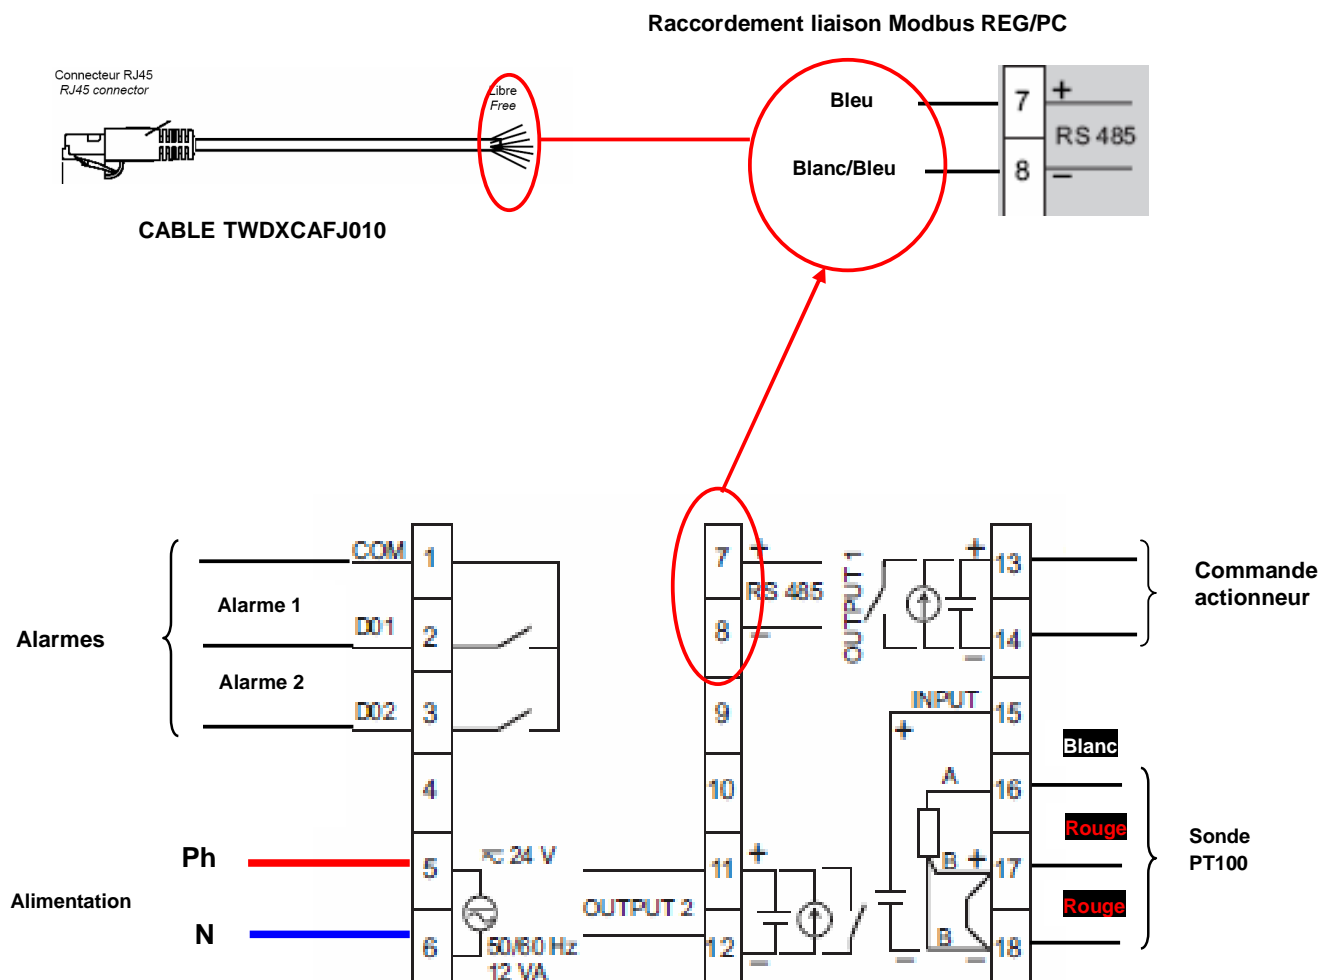 Raccordement liaison Modbus REG/PC
Connecteur RJ45
RJ45 connector
Libre
Free
Bleu
7
+
RS 485
Blanc/Bleu
8
−
CABLE TWDXCAFJ010
COM
1
7
+
OUTPUT 1
+
13
Commande
actionneur
Alarme 1
RS 485
Alarmes
D01
2
8
−
−
14
Alarme 2
D02
3
9
INPUT
15
+
Blanc
4
10
A
16
Rouge
Sonde
PT100
Ph
5
24 V
11
+
B
+
17
Alimentation
OUTPUT 2
Rouge
N
6
50/60 Hz
12 VA
12
−
−
B
−
18